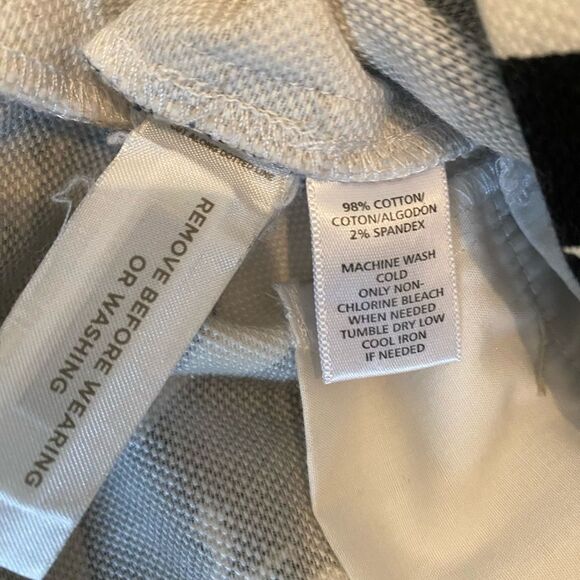 REMOVE BEFORE WEARING
OR WASHING
98% COTTON/
COTON/ALGODÓN
2% SPANDEX
MACHINE WASH
COLD
ONLY NON-
CHLORINE BLEACH
WHEN NEEDED
TUMBLE DRY LOW
COOL IRON
IF NEEDED